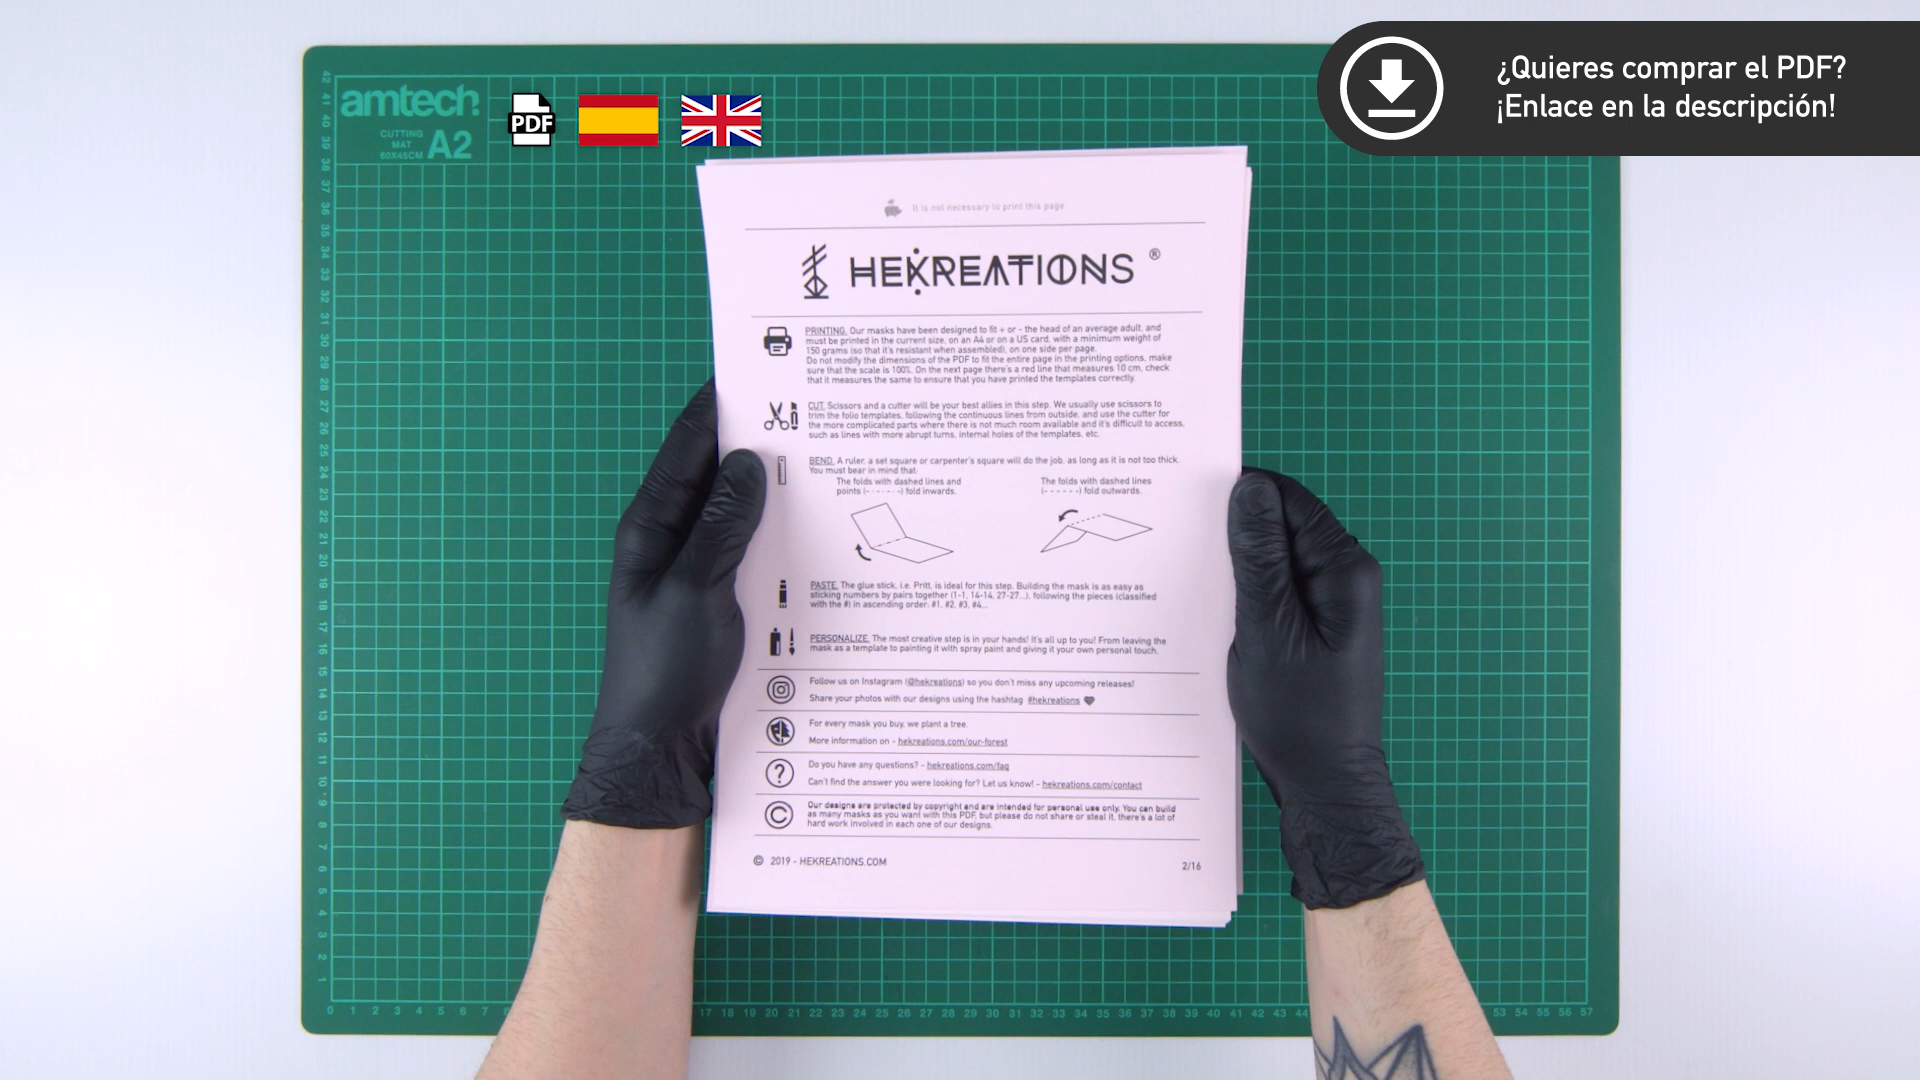 ¿Quieres comprar el PDF?
¡Enlace en la descripción!
amtech
CUTTING
MAT
60X45CM
A2
PDF
It is not necessary to print this page
HEKREATIONS ®
PRINTING. Our masks have been designed to fit + or - the head of an average adult, and
must be printed in the current size, on an A4 or on a US card, with a minimum weight of
150 grams (so that it's resistant when assembled), on one side per page.
Do not modify the dimensions of the PDF to fit the entire page in the printing options, make
sure that the scale is 100%. On the next page there's a red line that measures 10 cm, check
that it measures the same to ensure that you have printed the templates correctly.
CUT. Scissors and a cutter will be your best allies in this step. We usually use scissors to
trim the folio templates, following the continuous lines from outside, and use the cutter for
the more complicated parts where there is not much room available and it's difficult to access,
such as lines with more abrupt turns, internal holes of the templates, etc.
BEND. A ruler, a set square or carpenter's square will do the job, as long as it is not too thick.
You must bear in mind that:
The folds with dashed lines and
points (- · - · - · -) fold inwards.
The folds with dashed lines
(- - - - - -) fold outwards.
PASTE. The glue stick, i.e. Pritt, is ideal for this step. Building the mask is as easy as
sticking numbers by pairs together (1-1, 14-14, 27-27...), following the pieces (classified
with the #) in ascending order: #1, #2, #3, #4...
PERSONALIZE. The most creative step is in your hands! It's all up to you! From leaving the
mask as a template to painting it with spray paint and giving it your own personal touch.
Follow us on Instagram (@hekreations) so you don't miss any upcoming releases!
Share your photos with our designs using the hashtag #hekreations
For every mask you buy, we plant a tree.
More information on - hekreations.com/our-forest
Do you have any questions? - hekreations.com/faq
Can't find the answer you were looking for? Let us know! - hekreations.com/contact
Our designs are protected by copyright and are intended for personal use only. You can build
as many masks as you want with this PDF, but please do not share or steal it, there's a lot of
hard work involved in each one of our designs.
© 2019 - HEKREATIONS.COM
2/16